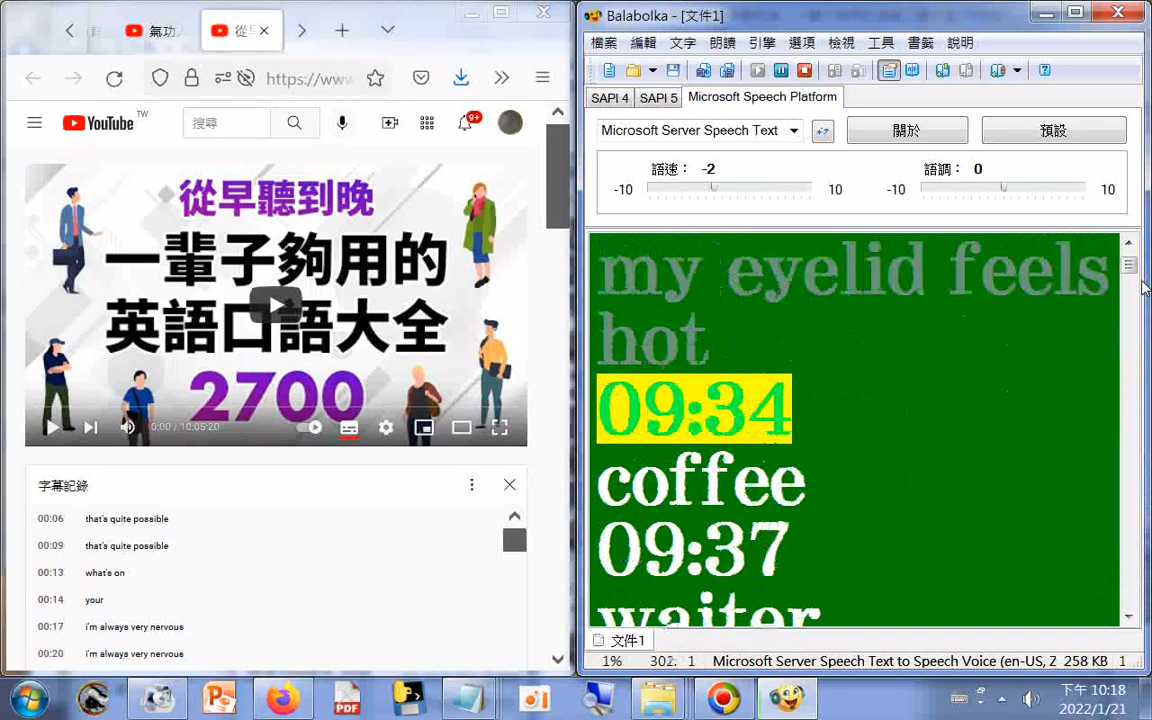 氣功
從
https://www
YouTube TW
搜尋
9+
從早聽到晚
一輩子夠用的
英語口語大全
2700
0:00 / 10:05:20
字幕記錄
00:06 that's quite possible
00:09 that's quite possible
00:13 what's on
00:14 your
00:17 i'm always very nervous
00:20 i'm always very nervous
Balabolka - [文件1]
檔案 編輯 文字 朗讀 引擎 選項 檢視 工具 書籤 說明
SAPI 4 SAPI 5 Microsoft Speech Platform
Microsoft Server Speech Text 關於 預設
語速： -2 語調： 0
-10 10 -10 10
my eyelid feels
hot
09:34
coffee
09:37
waiter
文件1
1% 302: 1 Microsoft Server Speech Text to Speech Voice (en-US, Z 258 KB 1
PDF
下午 10:18
2022/1/21